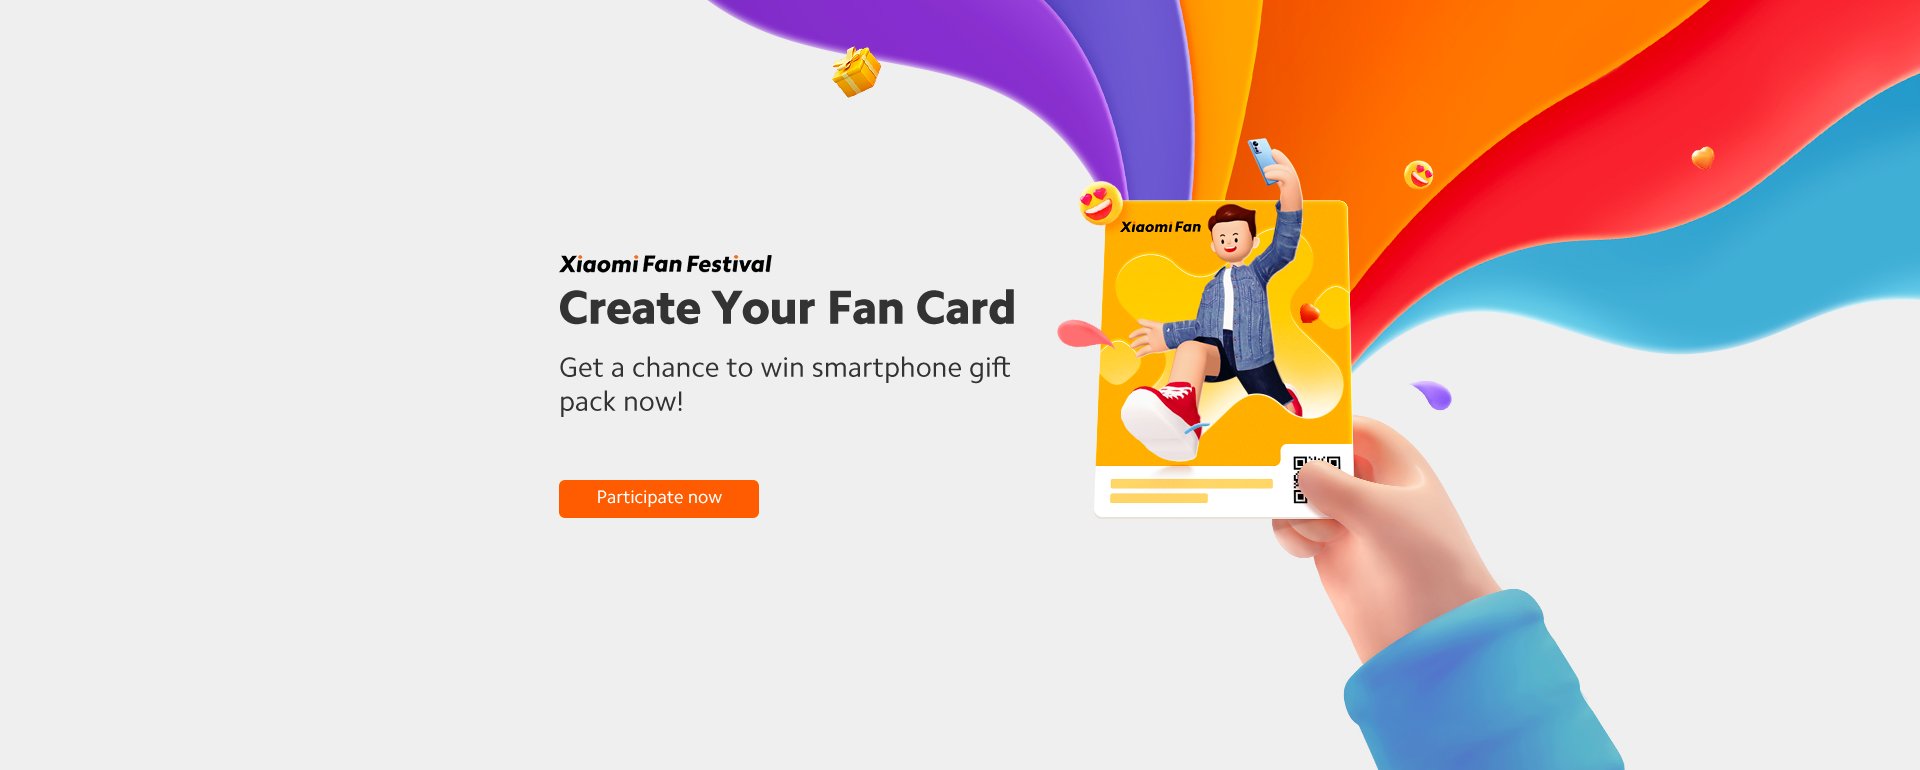 Xiaomi Fan Festival
Create Your Fan Card
Get a chance to win smartphone gift
pack now!
Participate now
Xiaomi Fan